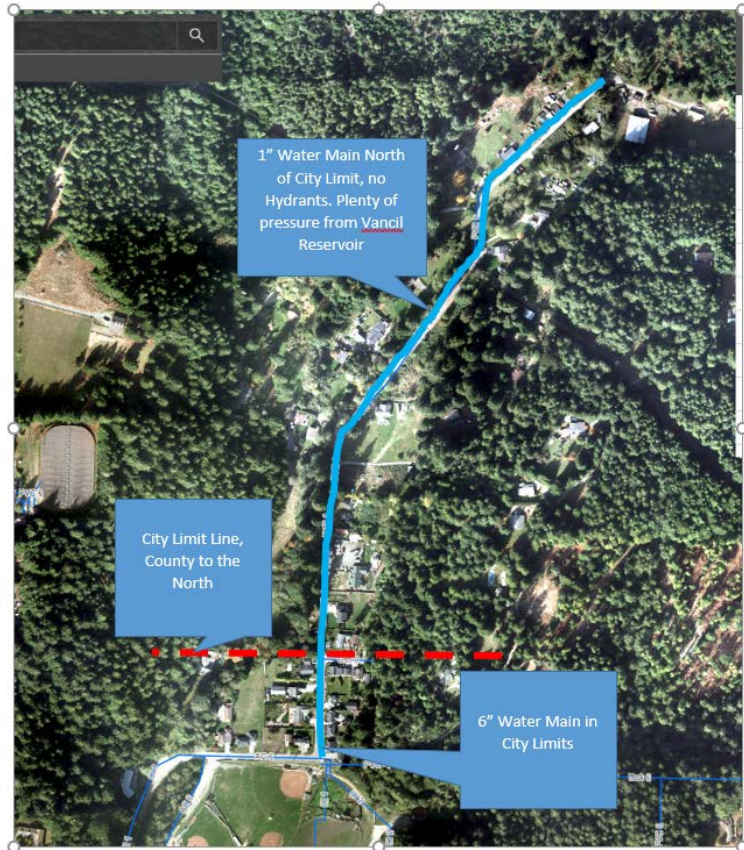 1” Water Main North
of City Limit, no
Hydrants. Plenty of
pressure from Vancil
Reservoir
City Limit Line,
County to the
North
6” Water Main in
City Limits